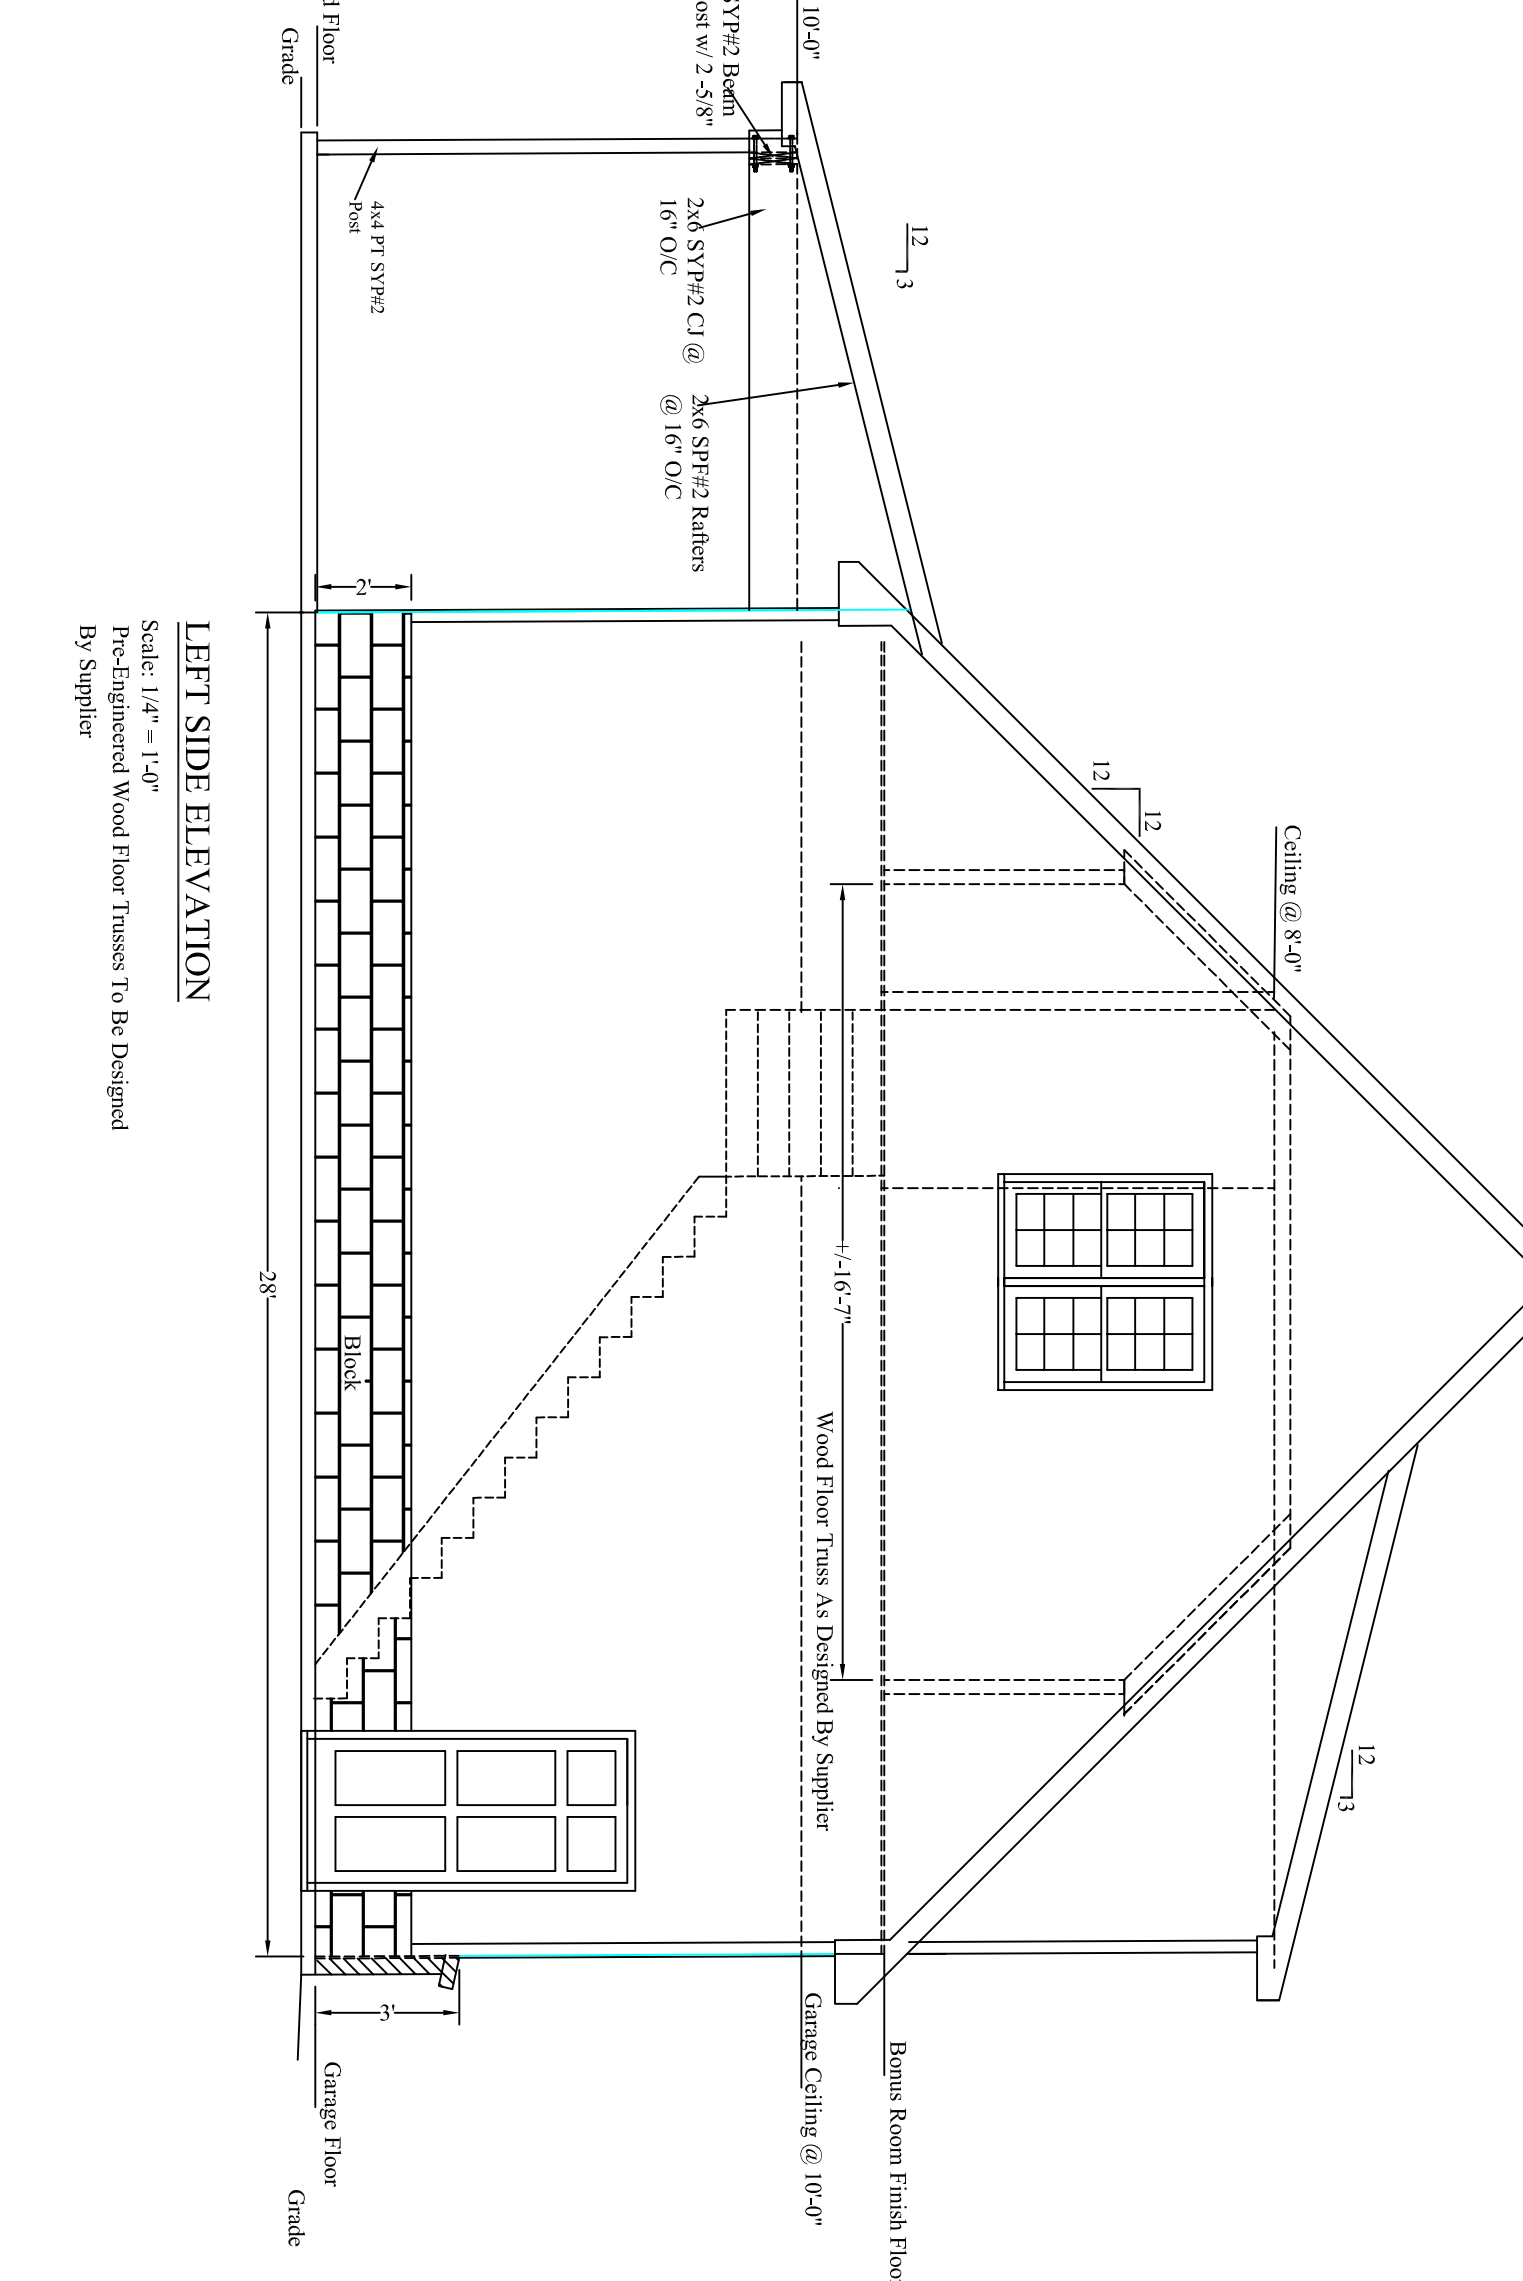 Ceiling @ 8'-0"
12
12
12
3
12
3
10'-0"
SYP#2 Beam
ost w/ 2 -5/8"
2x6 SYP#2 CJ @
16" O/C
2x6 SPF#2 Rafters
@ 16" O/C
4x4 PT SYP#2
Post
+/-16'-7"
Wood Floor Truss As Designed By Supplier
Bonus Room Finish Floor
Garage Ceiling @ 10'-0"
d Floor
Grade
2'
Block
3'
28'
Garage Floor
Grade
LEFT SIDE ELEVATION
Scale: 1/4" = 1'-0"
Pre-Engineered Wood Floor Trusses To Be Designed
By Supplier